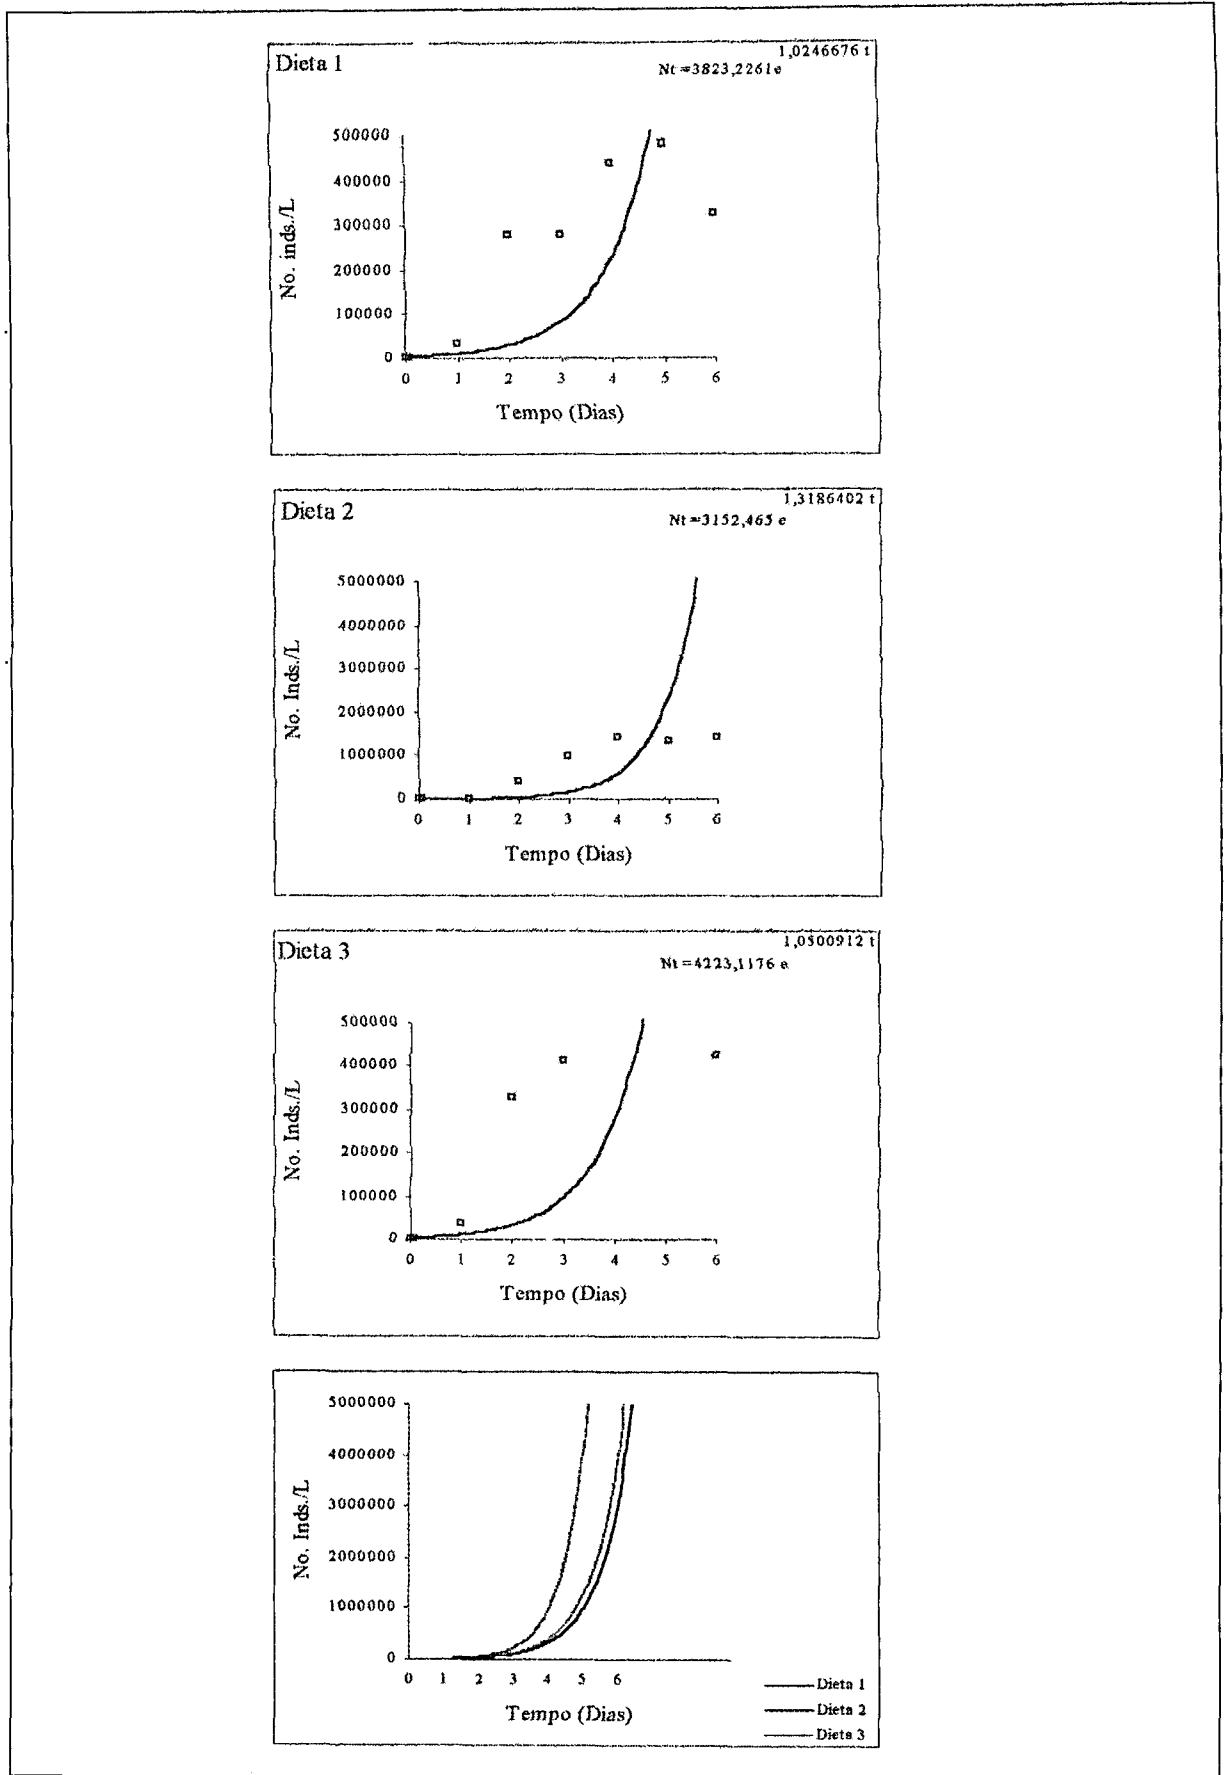 Dieta 1
1,0246676 t
Nt =3823,2261e
500000
400000
300000
200000
100000
0
No. inds./L
0 1 2 3 4 5 6
Tempo (Dias)
Dieta 2
1,3186402 t
Nt =3152,465 e
5000000
4000000
3000000
2000000
1000000
0
No. Inds./L
0 1 2 3 4 5 6
Tempo (Dias)
Dieta 3
1,0500912 t
Nt =4223,1176 e
500000
400000
300000
200000
100000
0
No. Inds./L
0 1 2 3 4 5 6
Tempo (Dias)
5000000
4000000
3000000
2000000
1000000
0
No. Inds./L
0 1 2 3 4 5 6
Tempo (Dias)
Dieta 1
Dieta 2
Dieta 3